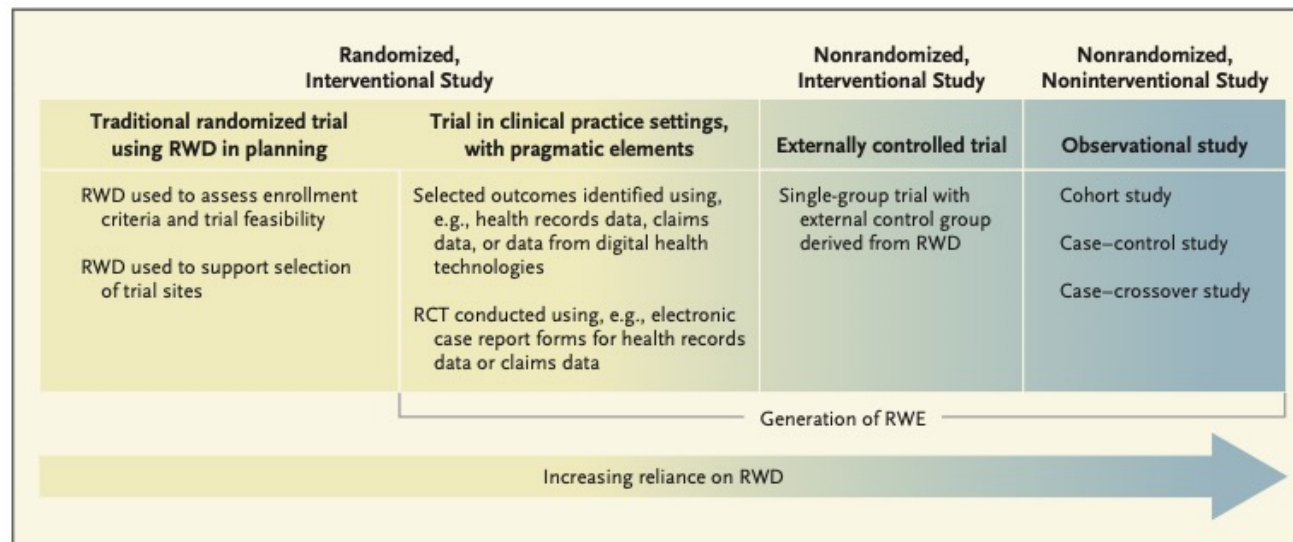 Randomized,
Interventional Study
Nonrandomized,
Interventional Study
Nonrandomized,
Noninterventional Study
Traditional randomized trial
using RWD in planning
Trial in clinical practice settings,
with pragmatic elements
Externally controlled trial
Observational study
RWD used to assess enrollment
criteria and trial feasibility
RWD used to support selection
of trial sites
Selected outcomes identified using,
e.g., health records data, claims
data, or data from digital health
technologies
RCT conducted using, e.g., electronic
case report forms for health records
data or claims data
Single-group trial with
external control group
derived from RWD
Cohort study
Case–control study
Case–crossover study
Generation of RWE
Increasing reliance on RWD